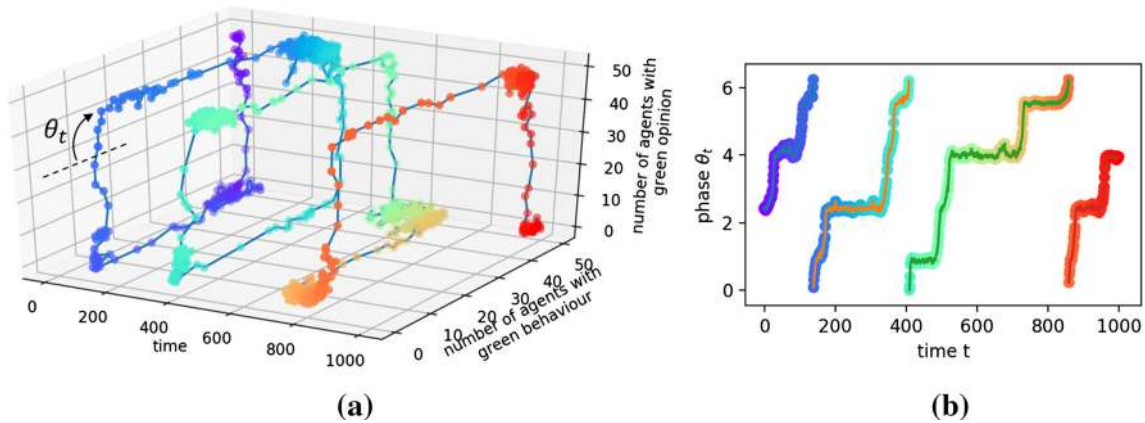 θt
0
200
400
600
800
1000
time
0
10
20
30
40
50
number of agents with
green behaviour
0
10
20
30
40
50
number of agents with
green opinion
(a)
6
4
2
0
phase θt
0
200
400
600
800
1000
time t
(b)